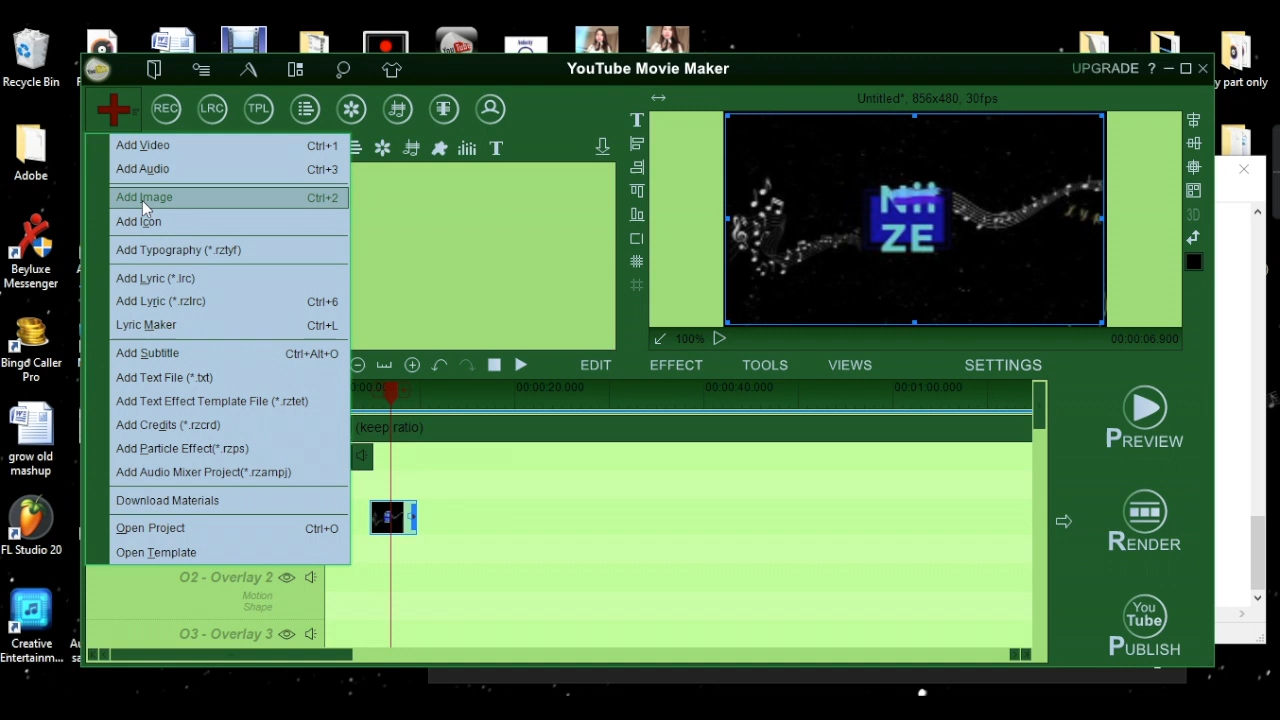 YouTube Movie Maker
UPGRADE ?
REC
LRC
TPL
Untitled*, 856x480, 30fps
Add Video Ctrl+1
Add Audio Ctrl+3
Add Image Ctrl+2
Add Icon
Add Typography (*.rztyf)
Add Lyric (*.lrc)
Add Lyric (*.rzlrc) Ctrl+6
Lyric Maker Ctrl+L
Add Subtitle Ctrl+Alt+O
Add Text File (*.txt)
Add Text Effect Template File (*.rztet)
Add Credits (*.rzcrd)
Add Particle Effect(*.rzps)
Add Audio Mixer Project(*.rzampj)
Download Materials
Open Project Ctrl+O
Open Template
T
T
3D
ZE
100%
00:00:06.900
EDIT
EFFECT
TOOLS
VIEWS
SETTINGS
00:00:20.000
00:00:40.000
00:01:00.000
(keep ratio)
O2 - Overlay 2
Motion
Shape
O3 - Overlay 3
PREVIEW
RENDER
You
Tube
PUBLISH
Recycle Bin
Adobe
Beyluxe
Messenger
Bingo Caller
Pro
grow old
mashup
FL Studio 20
Creative
Entertainm...
y part only